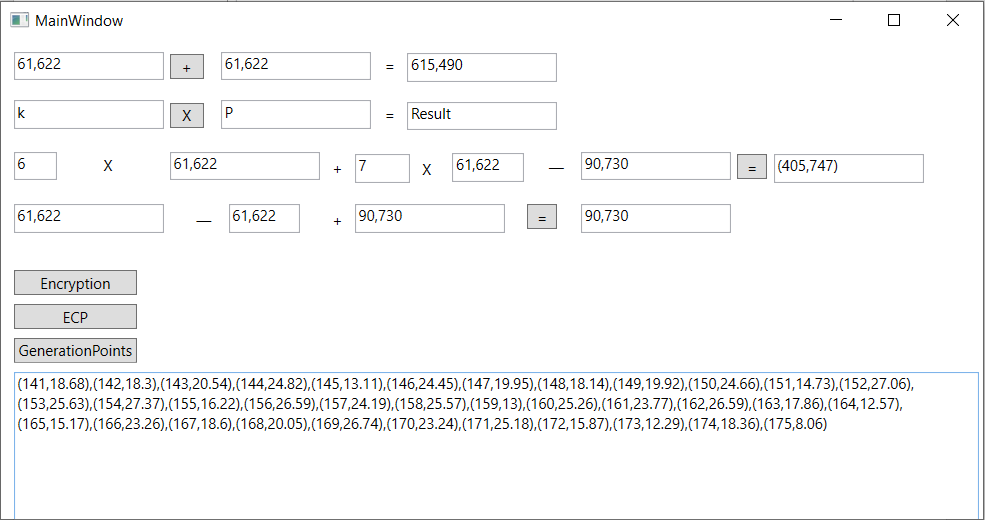 MainWindow
61,622 + 61,622 = 615,490
k X P = Result
6 X 61,622 + 7 X 61,622 — 90,730 = (405,747)
61,622 — 61,622 + 90,730 = 90,730
Encryption
ECP
GenerationPoints
(141,18.68),(142,18.3),(143,20.54),(144,24.82),(145,13.11),(146,24.45),(147,19.95),(148,18.14),(149,19.92),(150,24.66),(151,14.73),(152,27.06),
(153,25.63),(154,27.37),(155,16.22),(156,26.59),(157,24.19),(158,25.57),(159,13),(160,25.26),(161,23.77),(162,26.59),(163,17.86),(164,12.57),
(165,15.17),(166,23.26),(167,18.6),(168,20.05),(169,26.74),(170,23.24),(171,25.18),(172,15.87),(173,12.29),(174,18.36),(175,8.06)